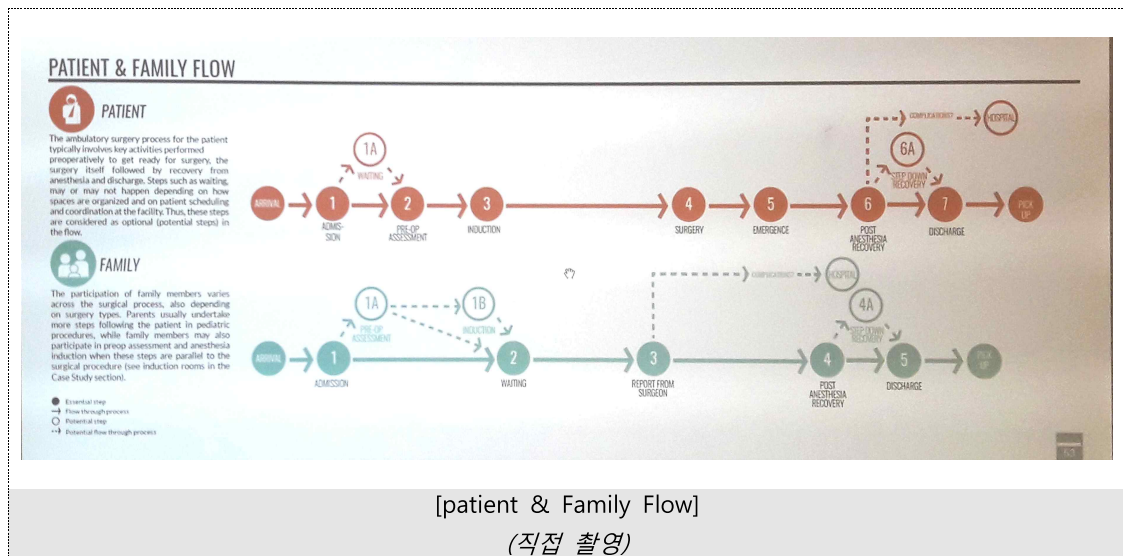 PATIENT & FAMILY FLOW
PATIENT
The ambulatory surgery process for the patient
typically involves key activities performed
preoperatively to get ready for surgery, the
surgery itself followed by recovery from
anesthesia and discharge. Steps such as waiting,
may or may not happen depending on how
spaces are organized and on patient scheduling
and coordination at the facility. Thus, these steps
are considered as optional (potential steps) in
the flow.
ARRIVAL
1
ADMIS-
SION
1A
WAITING
2
PRE-OP
ASSESSMENT
3
INDUCTION
4
SURGERY
5
EMERGENCE
6
POST
ANESTHESIA
RECOVERY
COMPLICATIONS?
HOSPITAL
6A
STEP DOWN
RECOVERY
7
DISCHARGE
PICK
UP
FAMILY
The participation of family members varies
across the surgical process, also depending
on surgery types. Parents usually undertake
more steps following the patient in pediatric
procedures, while family members may also
participate in preop assessment and anesthesia
induction when these steps are parallel to the
surgical procedure (see induction rooms in the
Case Study section).
ARRIVAL
1
ADMISSION
1A
PRE-OP
ASSESSMENT
1B
INDUCTION
2
WAITING
3
REPORT FROM
SURGEON
COMPLICATIONS?
HOSPITAL
4
POST
ANESTHESIA
RECOVERY
4A
STEP DOWN
RECOVERY
5
DISCHARGE
PICK
UP
Essential step
Flow through process
Potential step
Potential flow through process
53
[patient & Family Flow]
(직접 촬영)